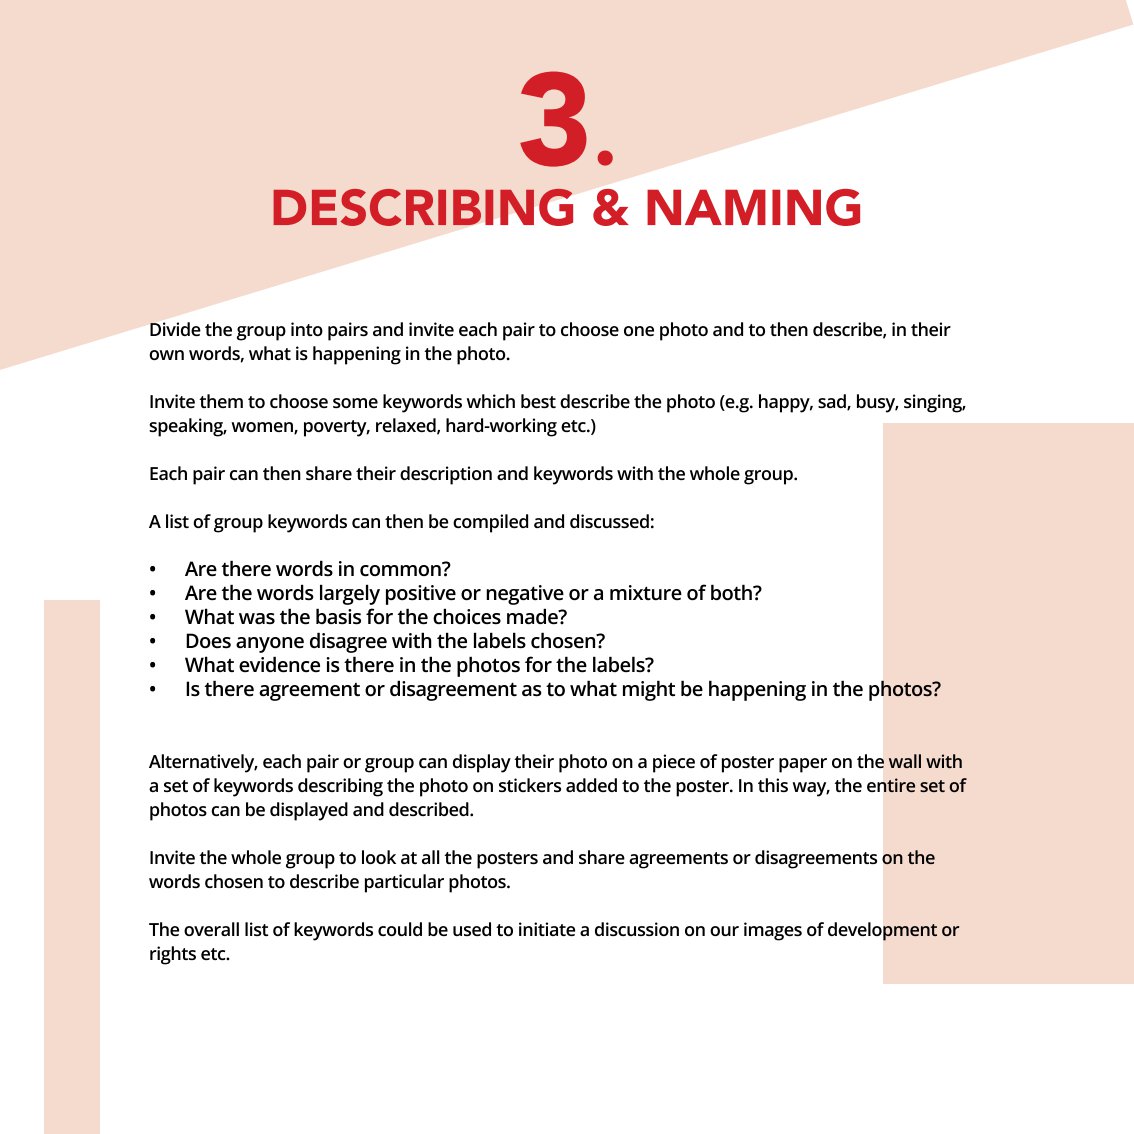 3.
DESCRIBING & NAMING
Divide the group into pairs and invite each pair to choose one photo and to then describe, in their
own words, what is happening in the photo.
Invite them to choose some keywords which best describe the photo (e.g. happy, sad, busy, singing,
speaking, women, poverty, relaxed, hard-working etc.)
Each pair can then share their description and keywords with the whole group.
A list of group keywords can then be compiled and discussed:
• Are there words in common?
• Are the words largely positive or negative or a mixture of both?
• What was the basis for the choices made?
• Does anyone disagree with the labels chosen?
• What evidence is there in the photos for the labels?
• Is there agreement or disagreement as to what might be happening in the photos?
Alternatively, each pair or group can display their photo on a piece of poster paper on the wall with
a set of keywords describing the photo on stickers added to the poster. In this way, the entire set of
photos can be displayed and described.
Invite the whole group to look at all the posters and share agreements or disagreements on the
words chosen to describe particular photos.
The overall list of keywords could be used to initiate a discussion on our images of development or
rights etc.